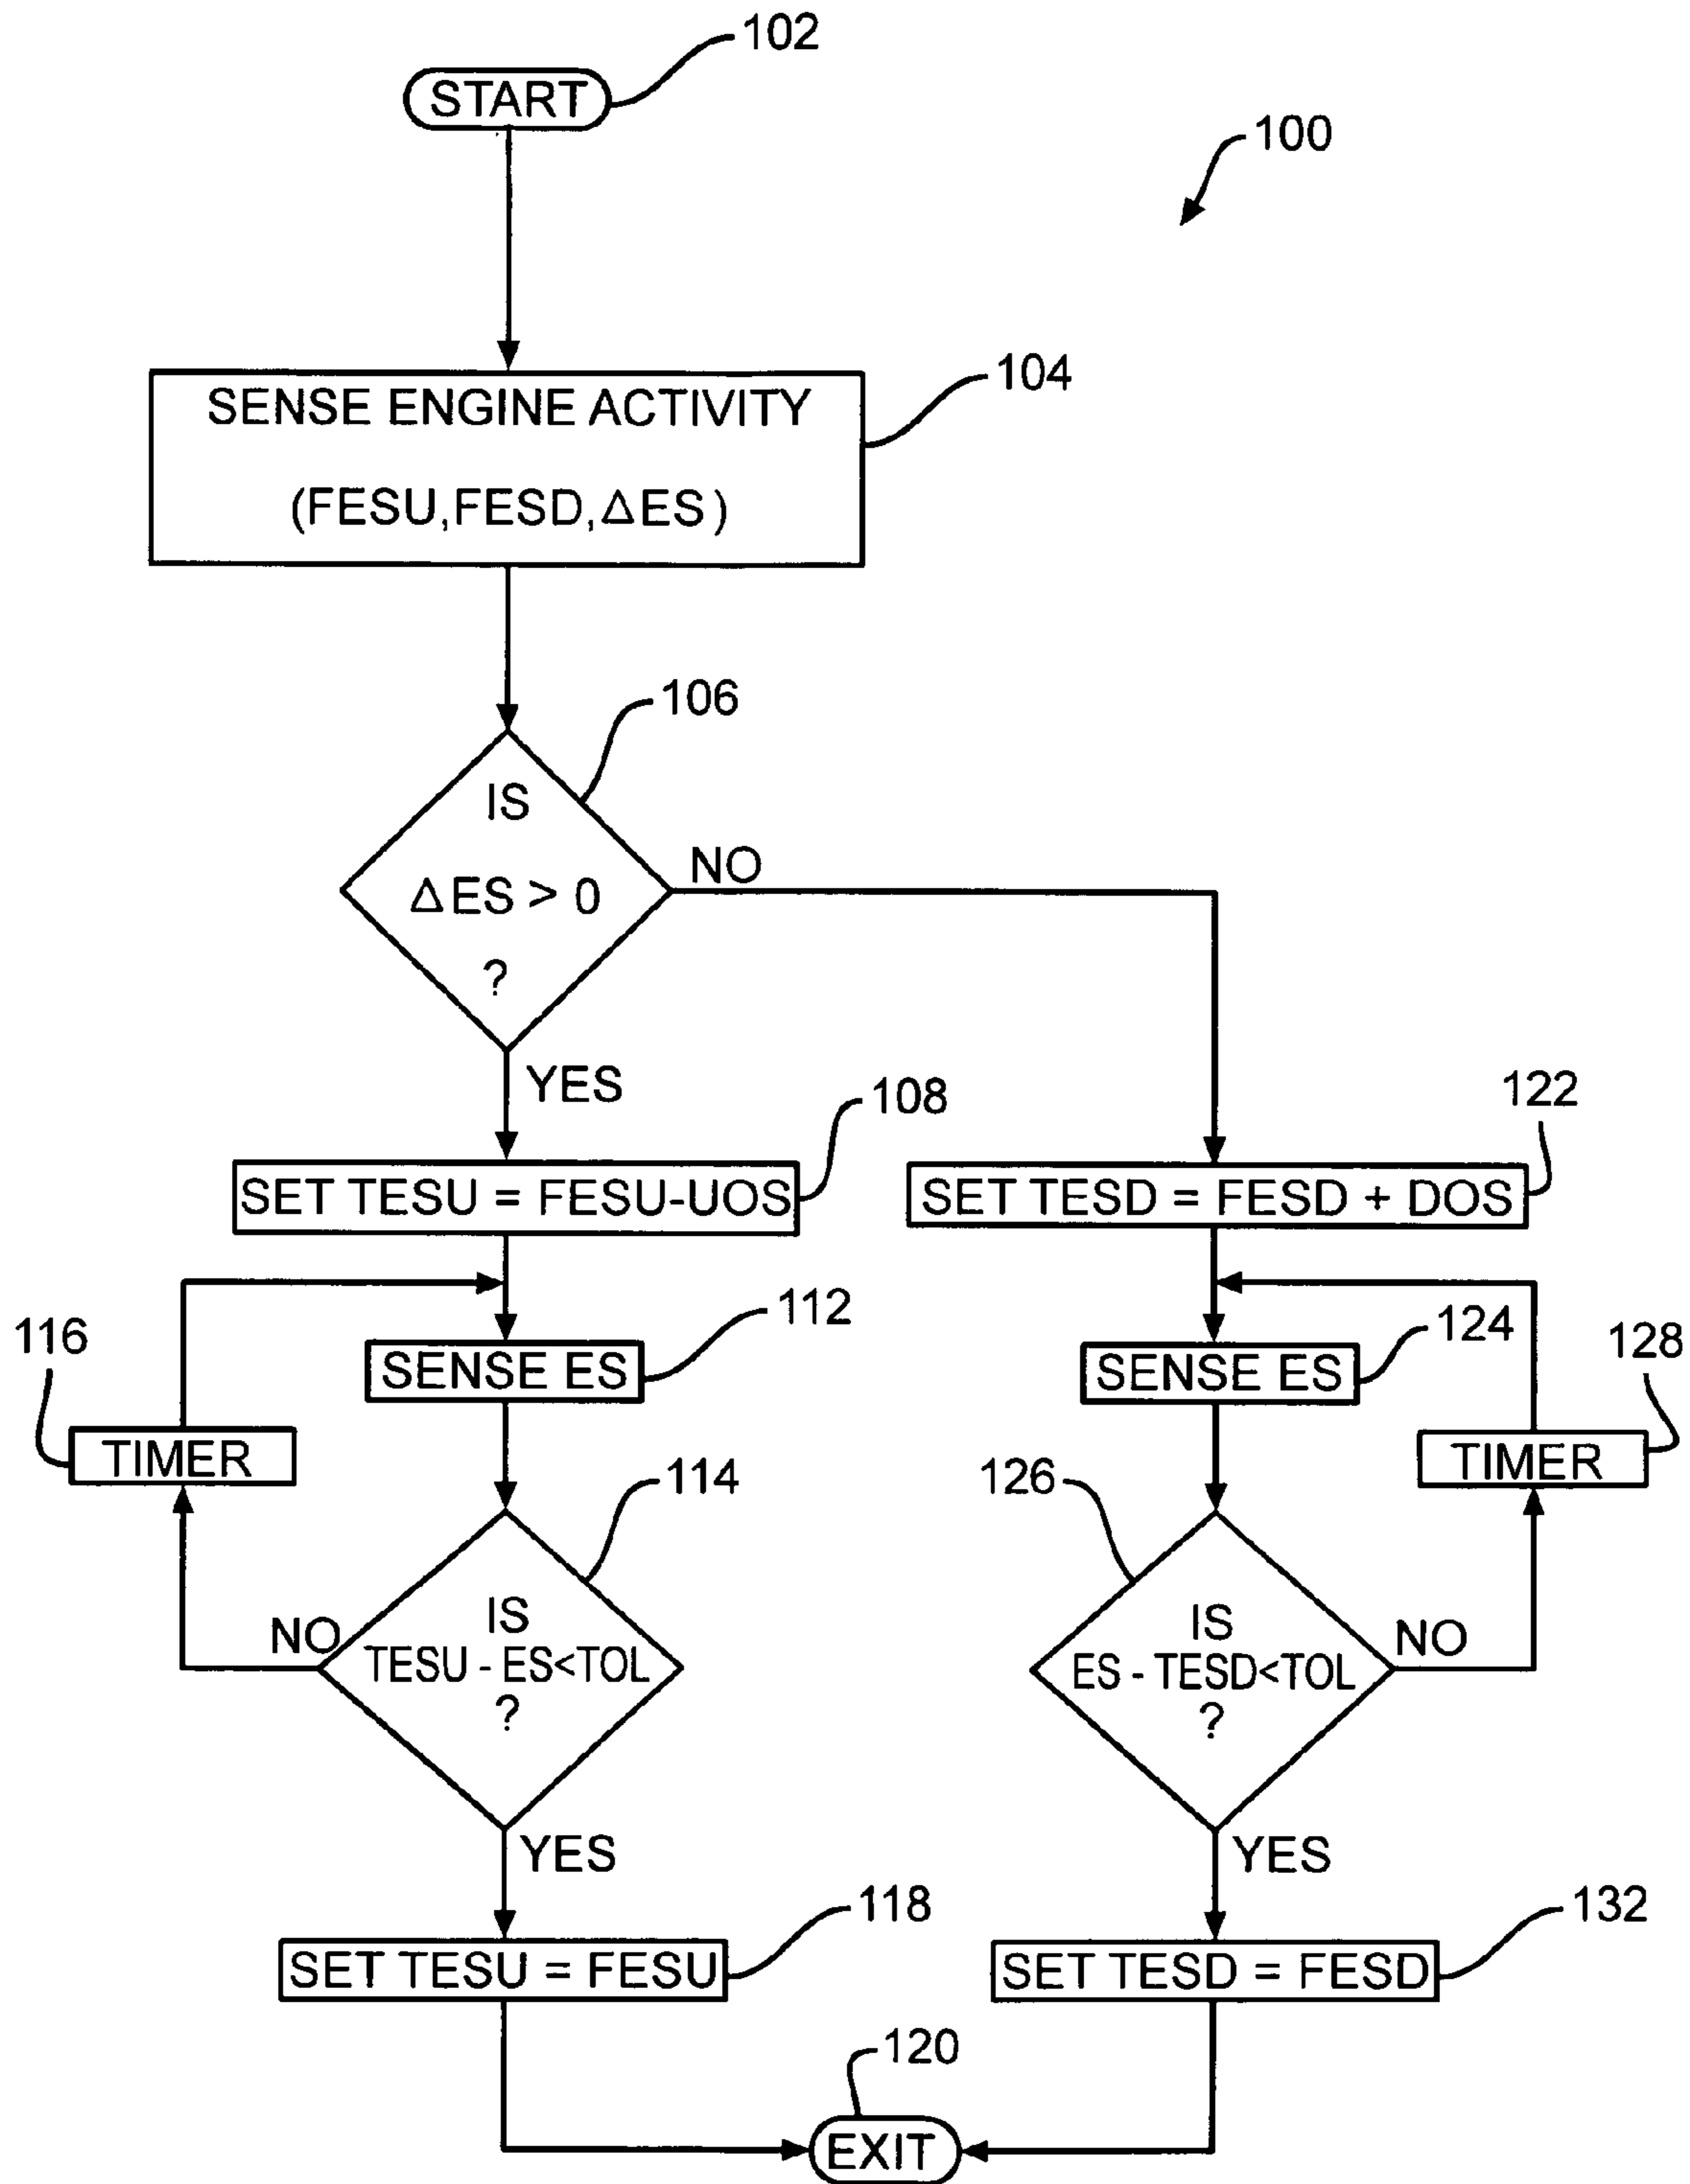 102
START
100
104
SENSE ENGINE ACTIVITY
(FESU,FESD,ΔES)
106
IS
ΔES > 0
?
NO
YES
108
SET TESU = FESU-UOS
122
SET TESD = FESD + DOS
112
SENSE ES
124
SENSE ES
116
TIMER
128
TIMER
114
IS
TESU - ES<TOL
?
NO
126
IS
ES - TESD<TOL
?
NO
YES
YES
118
SET TESU = FESU
132
SET TESD = FESD
120
EXIT